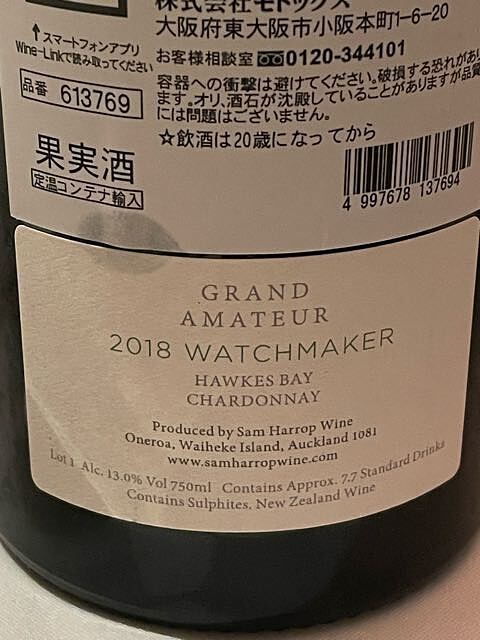 株式会社モトックス
大阪府東大阪市小阪本町1-6-20
↑スマートフォンアプリ
Wine-Linkで読み取ってください
お客様相談室 0120-344101
容器への衝撃は避けてください。破損する恐れがあり
ます。オリ、酒石が沈殿していることがありますが品質
には問題はございません。
品番 613769
☆飲酒は20歳になってから
果実酒
定温コンテナ輸入
4 997678 137694
GRAND
AMATEUR
2018 WATCHMAKER
HAWKES BAY
CHARDONNAY
Produced by Sam Harrop Wine
Oneroa, Waiheke Island, Auckland 1081
www.samharropwine.com
Lot 1 Alc. 13.0% Vol 750ml Contains Approx. 7.7 Standard Drinks
Contains Sulphites. New Zealand Wine